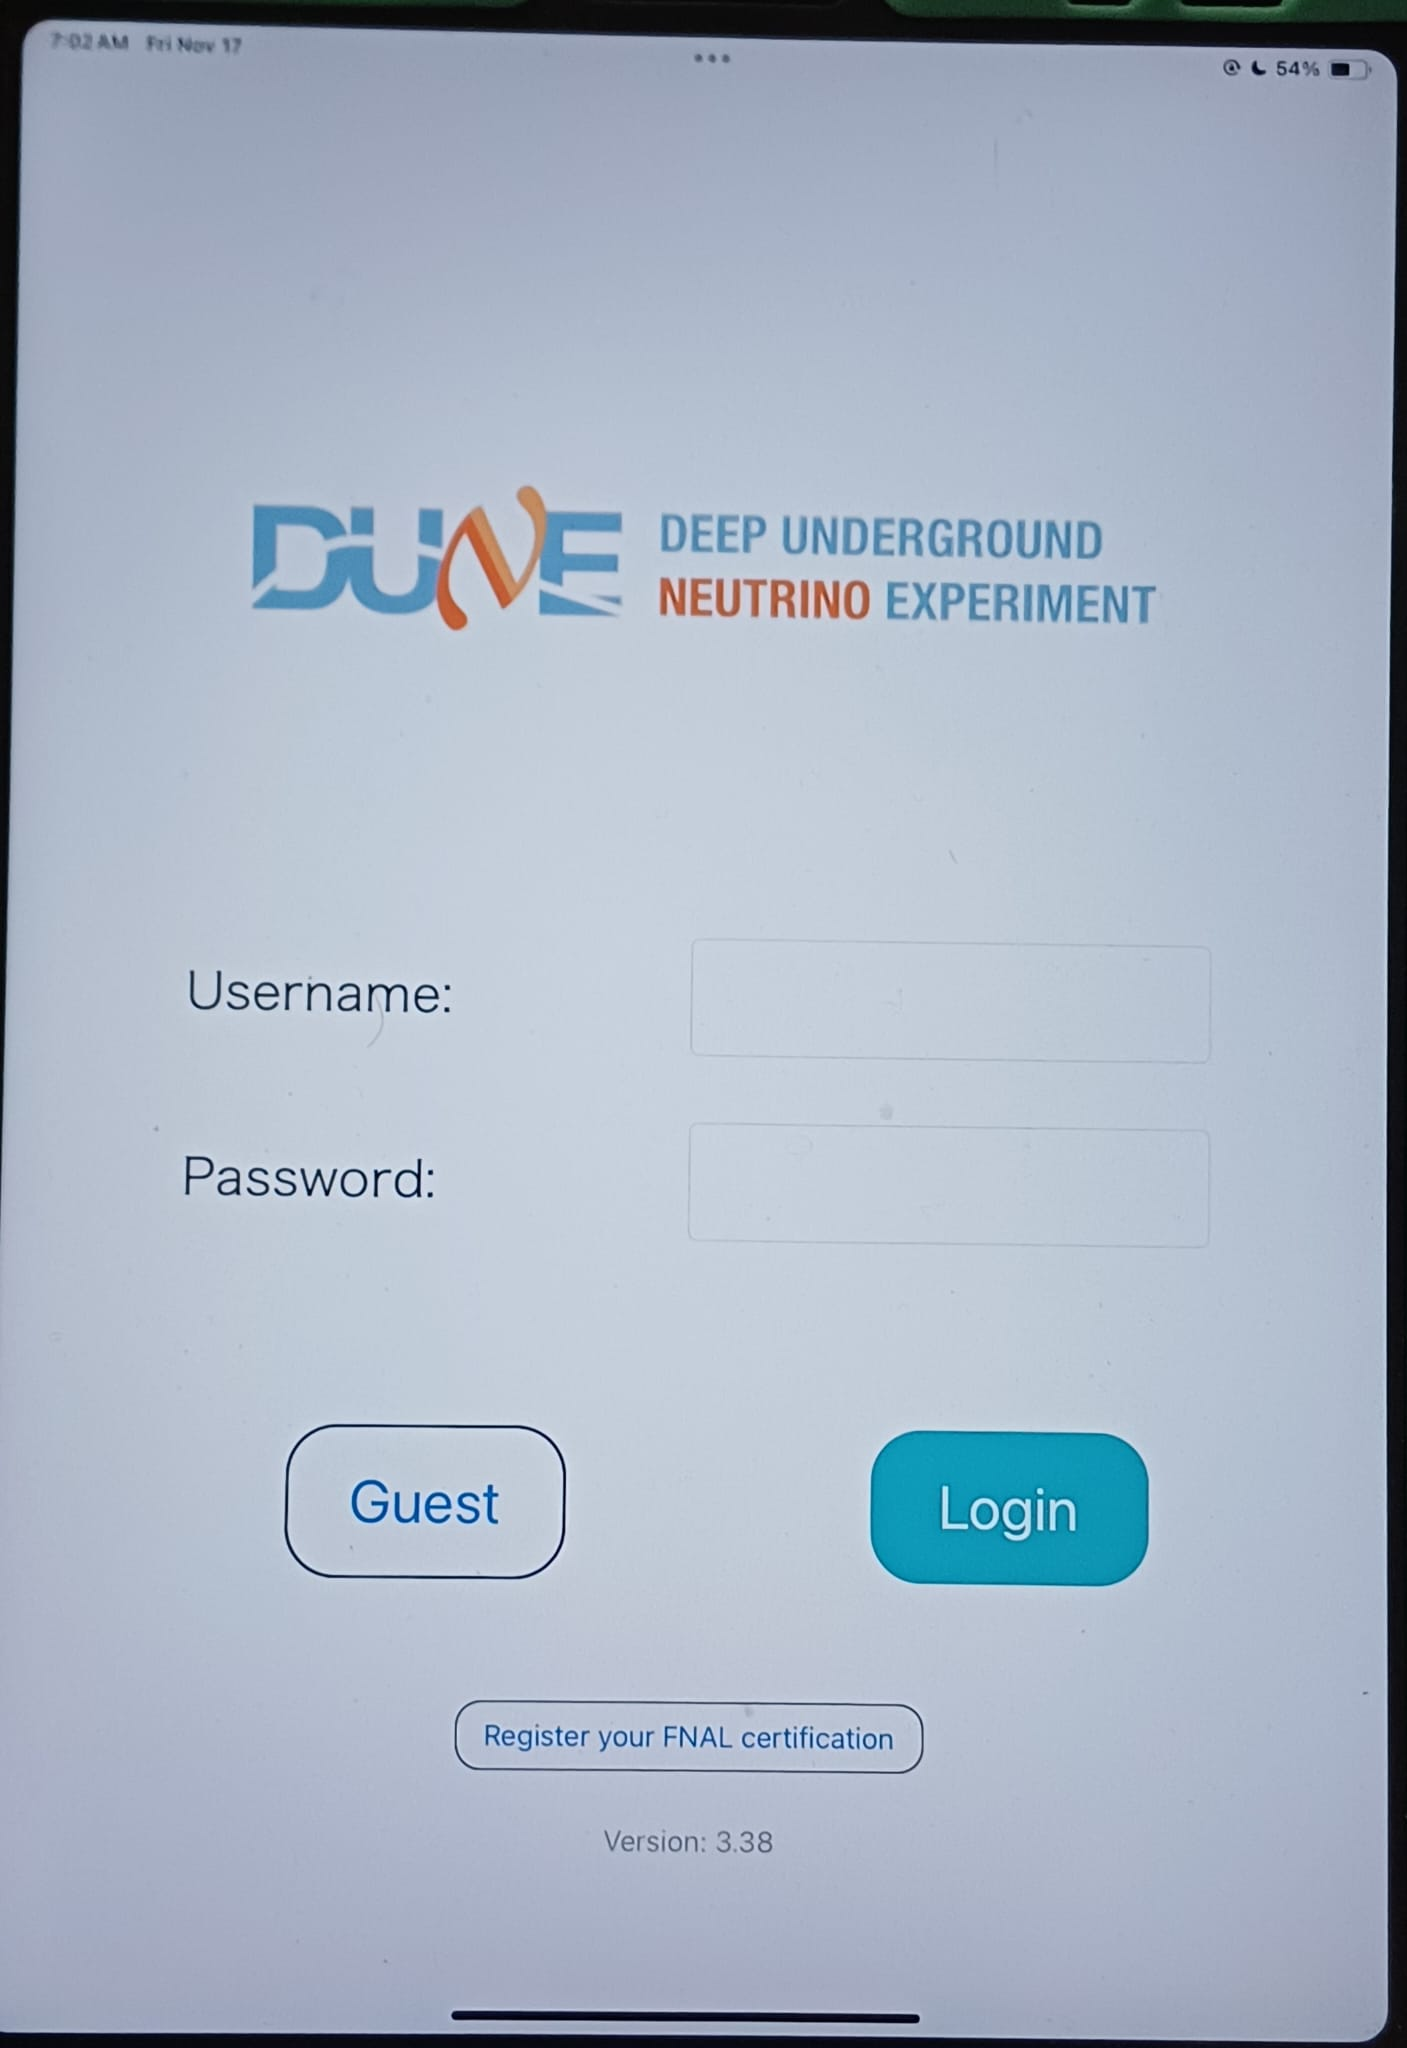 7:02 AM Fri Nov 17
54%
DUNE
DEEP UNDERGROUND
NEUTRINO EXPERIMENT
Username:
Password:
Guest
Login
Register your FNAL certification
Version: 3.38